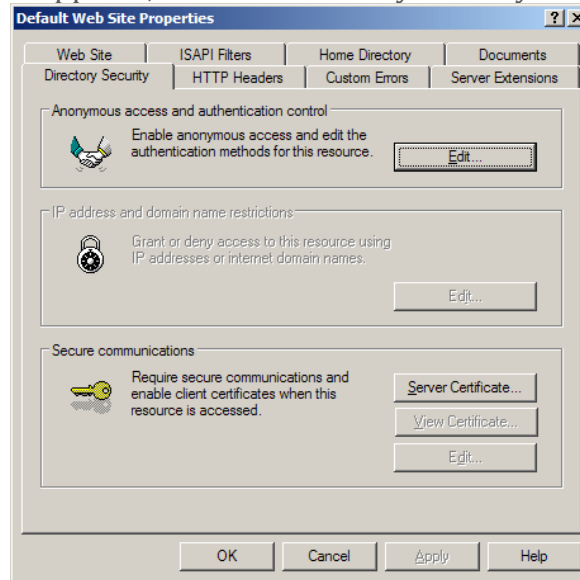 Default Web Site Properties
Web Site ISAPI Filters Home Directory Documents
Directory Security HTTP Headers Custom Errors Server Extensions
Anonymous access and authentication control
Enable anonymous access and edit the
authentication methods for this resource.
Edit...
IP address and domain name restrictions
Grant or deny access to this resource using
IP addresses or internet domain names.
Edit...
Secure communications
Require secure communications and
enable client certificates when this
resource is accessed.
Server Certificate...
View Certificate...
Edit...
OK Cancel Apply Help